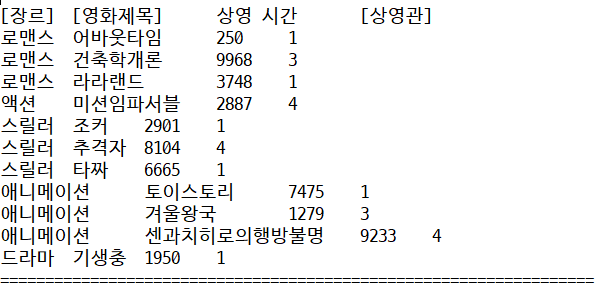 [장르] [영화제목] 상영 시간 [상영관]
로맨스 어바웃타임 250 1
로맨스 건축학개론 9968 3
로맨스 라라랜드 3748 1
액션 미션임파서블 2887 4
스릴러 조커 2901 1
스릴러 추격자 8104 4
스릴러 타짜 6665 1
애니메이션 토이스토리 7475 1
애니메이션 겨울왕국 1279 3
애니메이션 센과치히로의행방불명 9233 4
드라마 기생충 1950 1
==================================================================